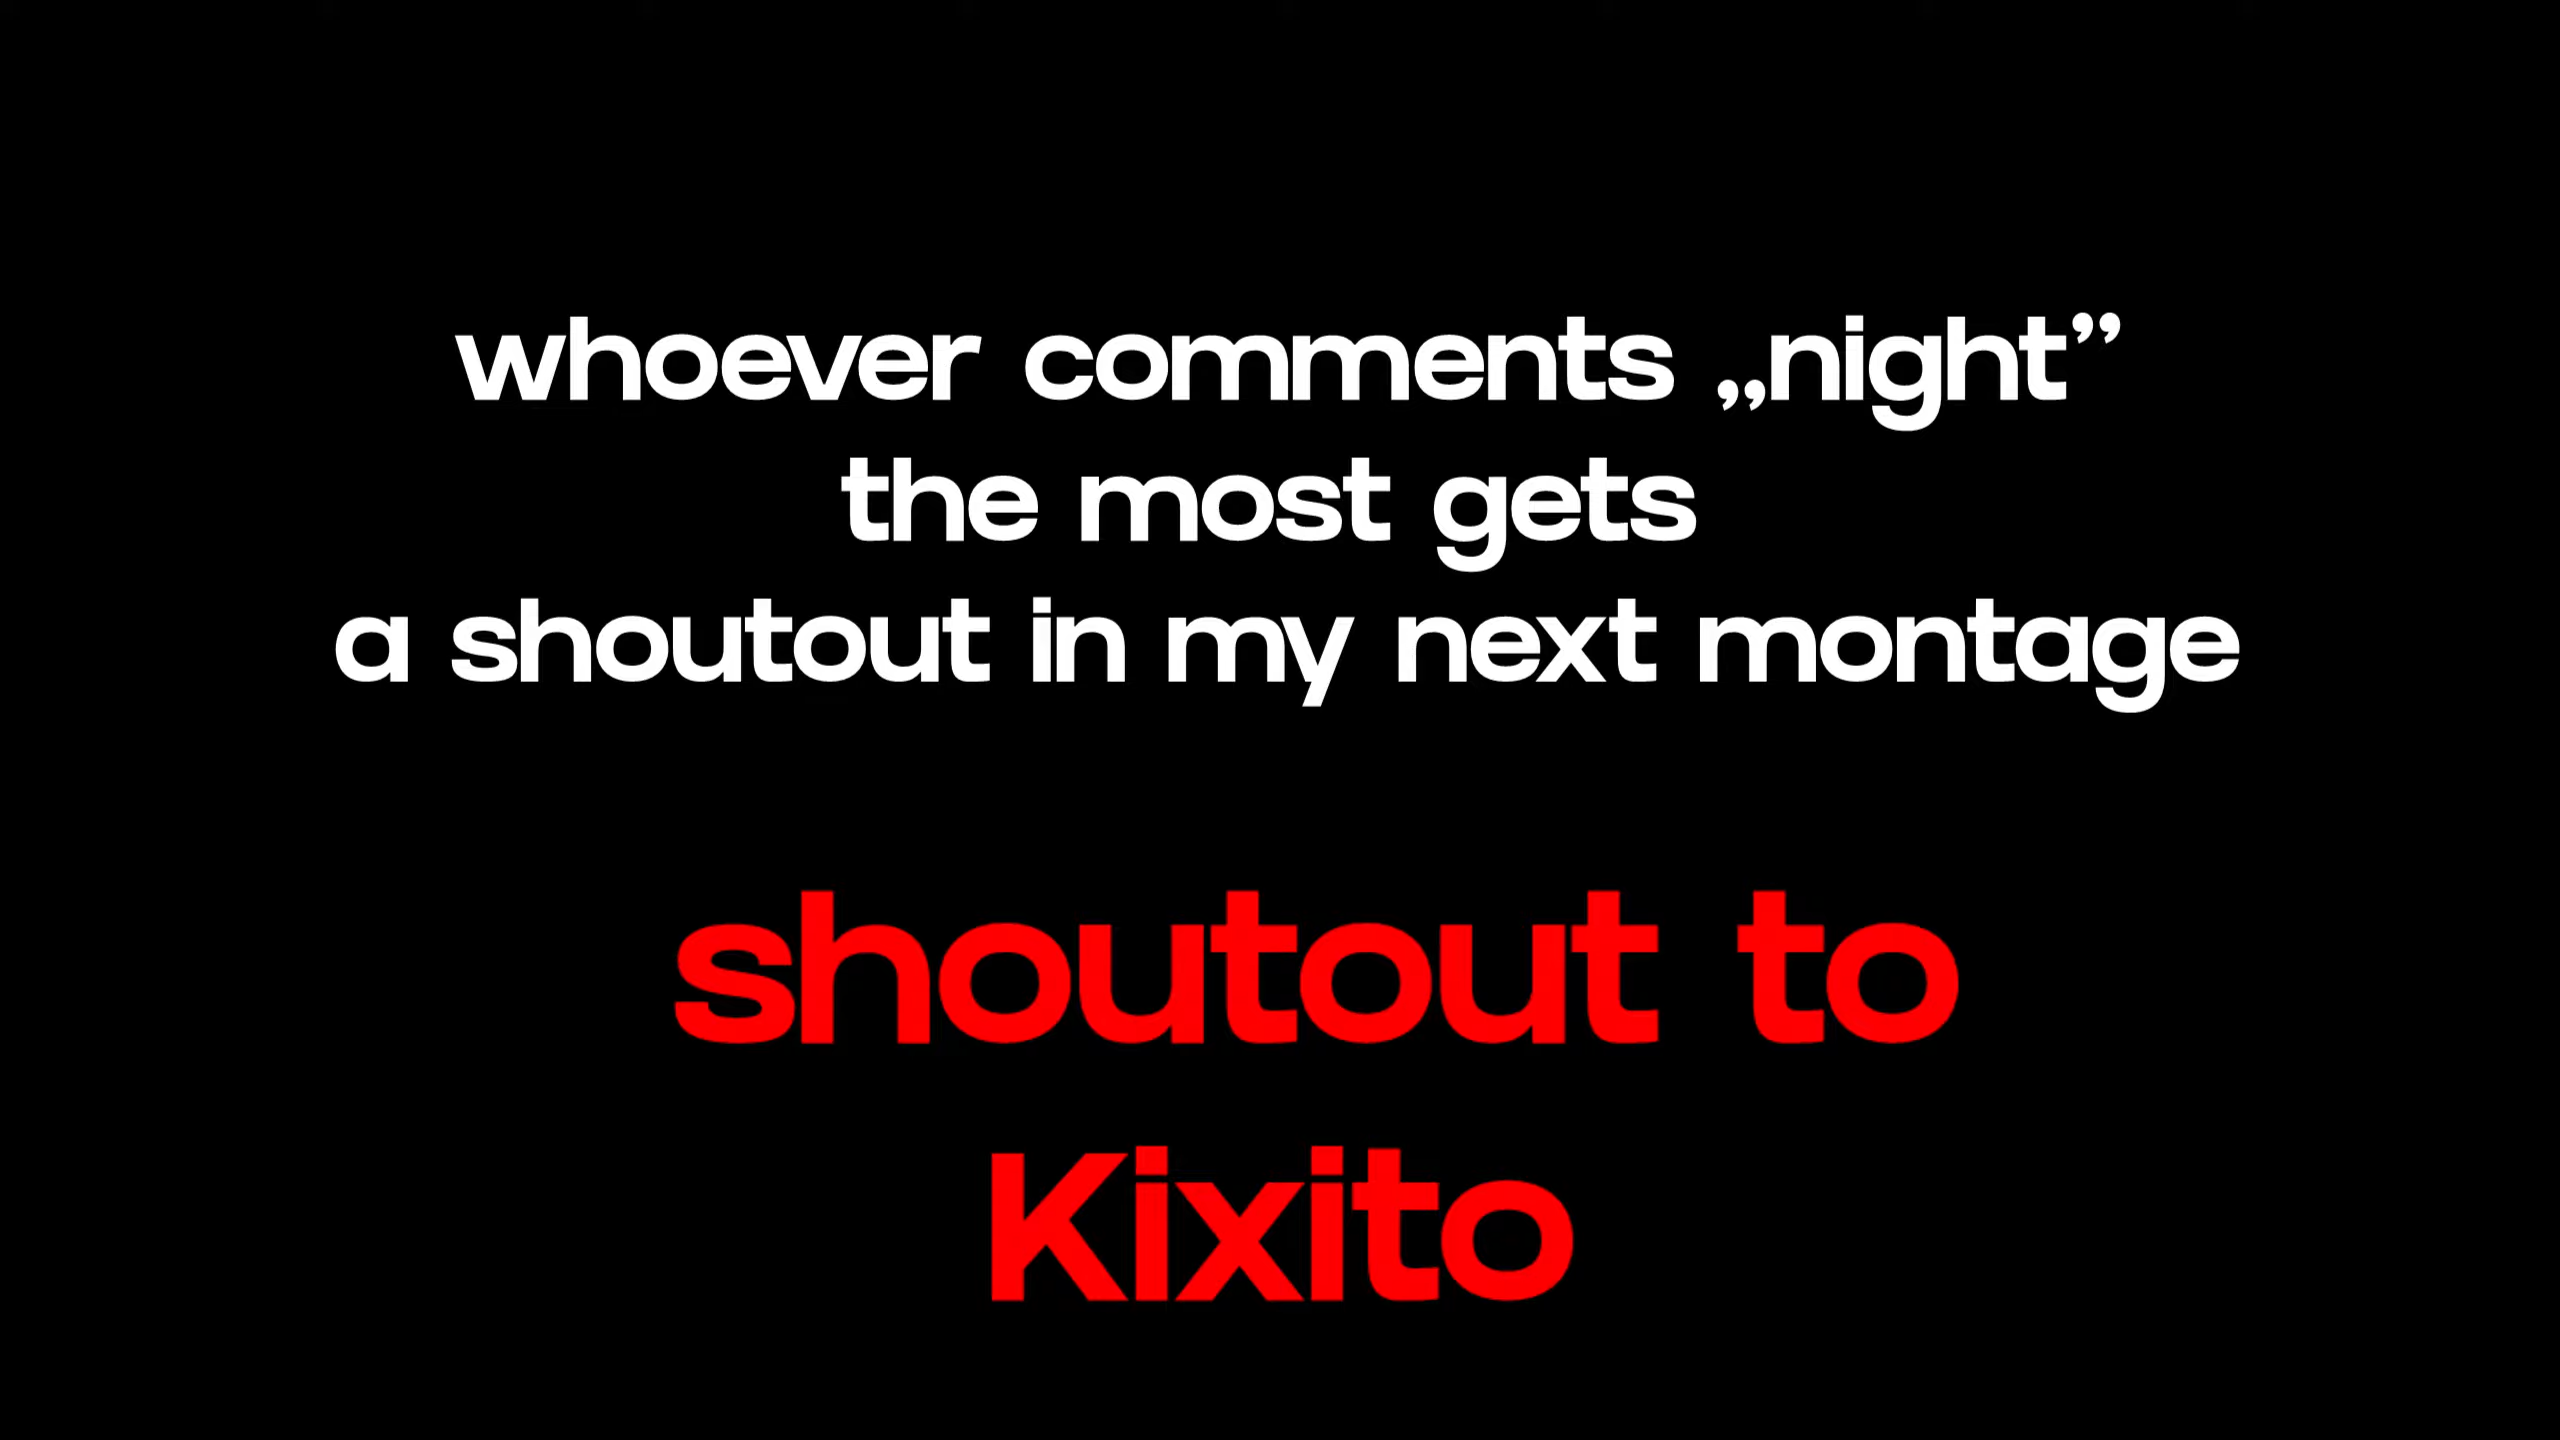 whoever comments „night”
the most gets
a shoutout in my next montage
shoutout to
Kixito